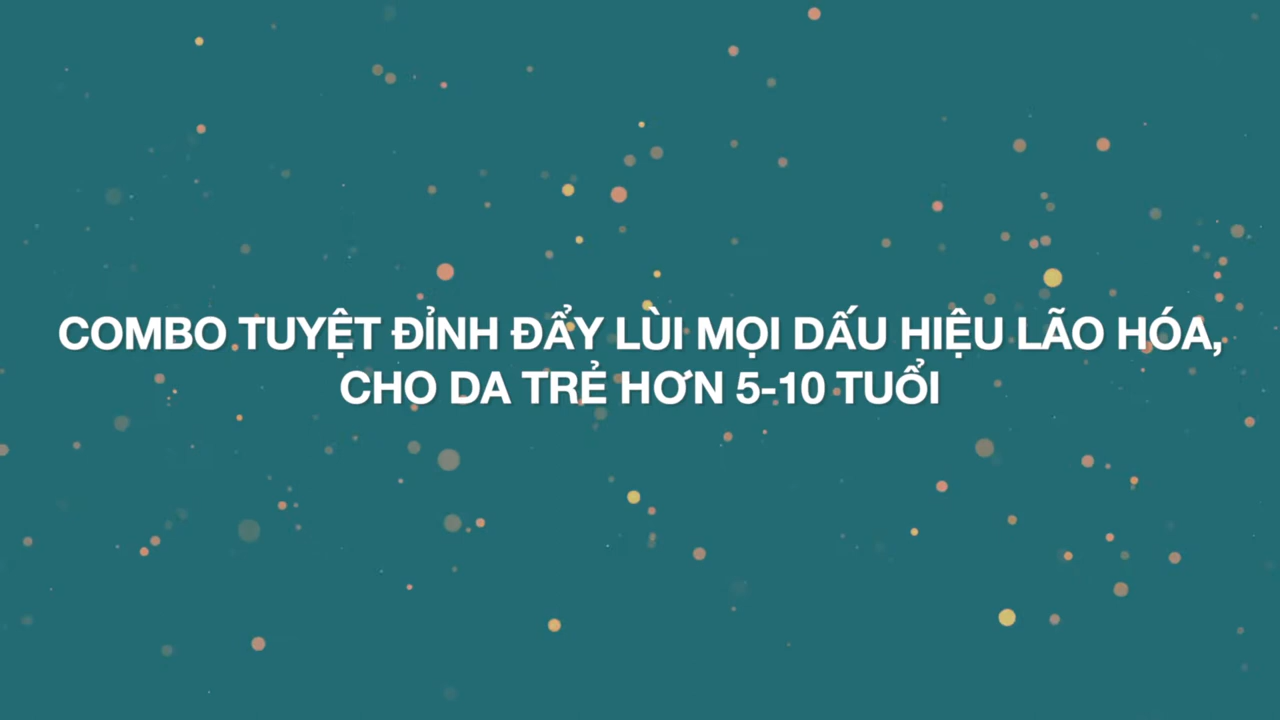 COMBO TUYỆT ĐỈNH ĐẨY LÙI MỌI DẤU HIỆU LÃO HÓA,
CHO DA TRẺ HƠN 5-10 TUỔI